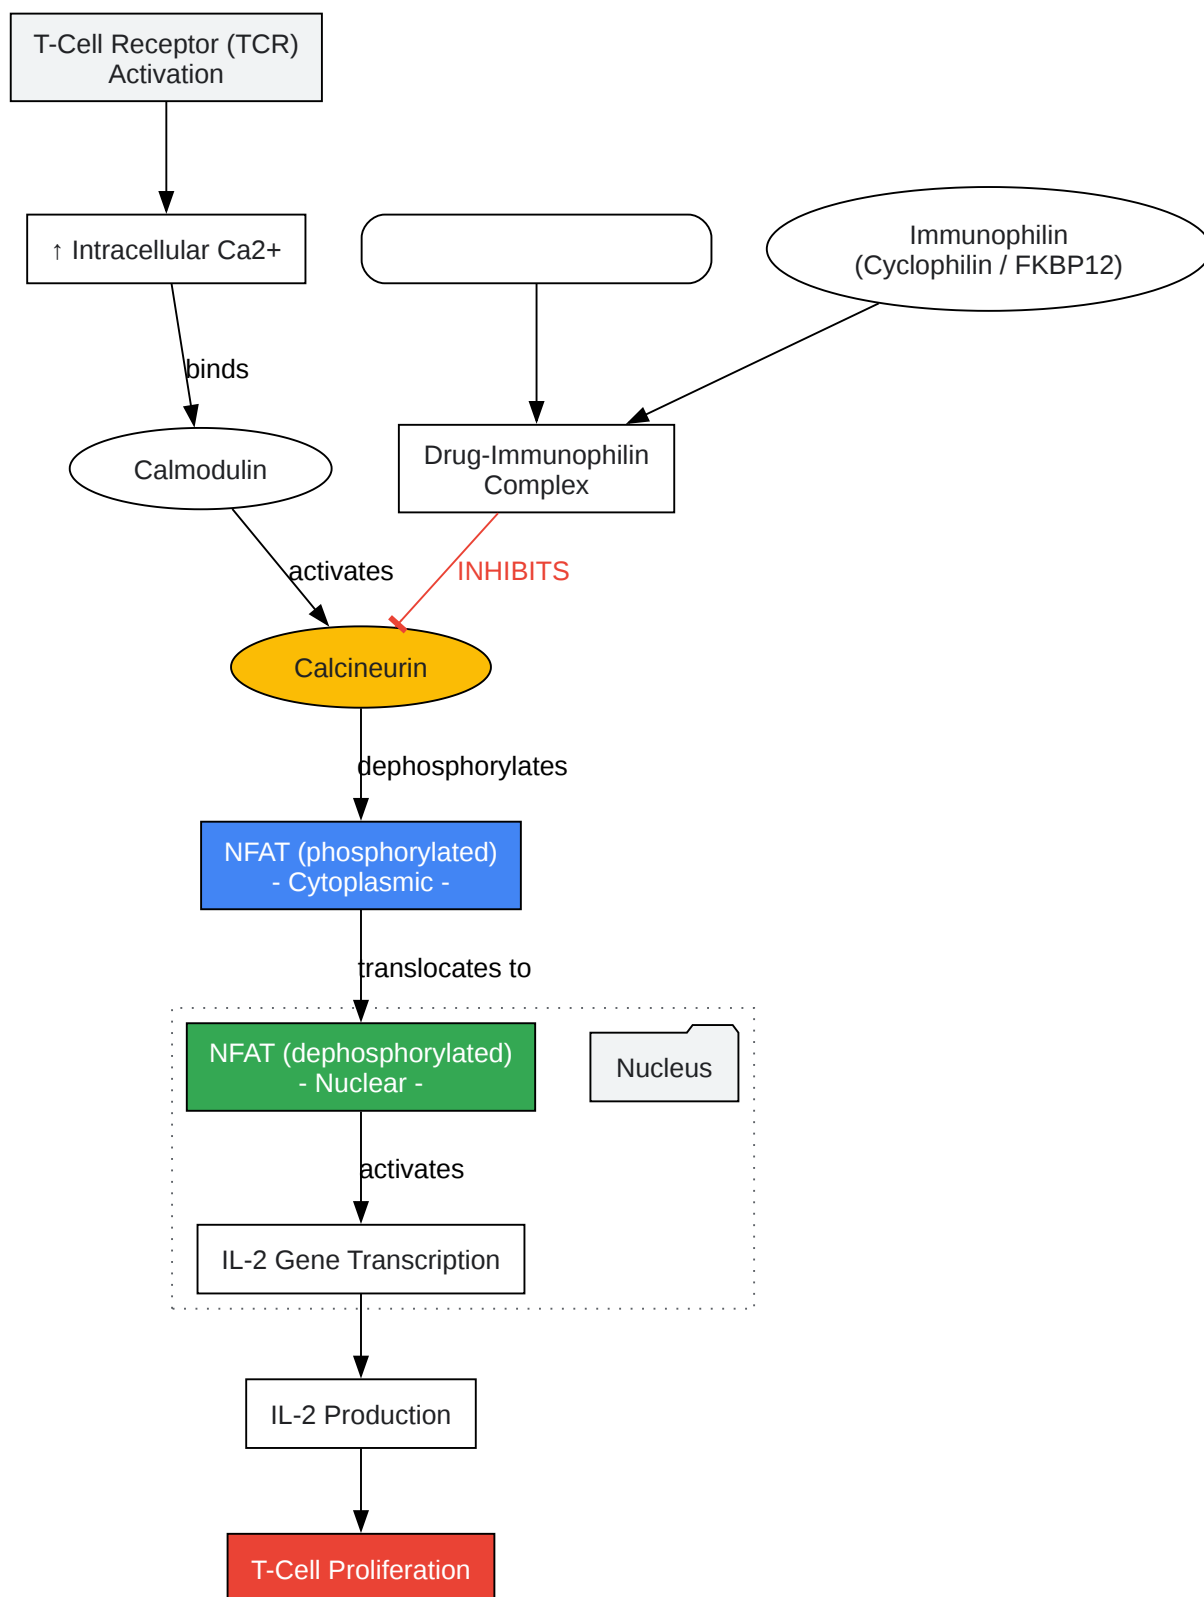 T-Cell Receptor (TCR)
Activation
↑ Intracellular Ca2+
Immunophilin
(Cyclophilin / FKBP12)
binds
Calmodulin
Drug-Immunophilin
Complex
activates
INHIBITS
Calcineurin
dephosphorylates
NFAT (phosphorylated)
- Cytoplasmic -
translocates to
NFAT (dephosphorylated)
- Nuclear -
Nucleus
activates
IL-2 Gene Transcription
IL-2 Production
T-Cell Proliferation